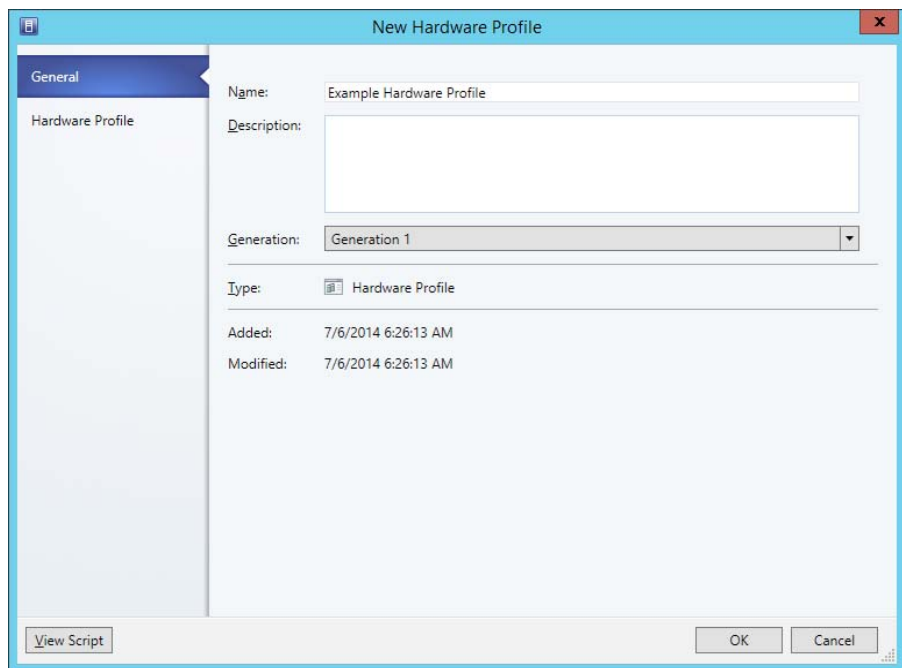 New Hardware Profile
x
General
Hardware Profile
Name: Example Hardware Profile
Description:
Generation: Generation 1
Type: Hardware Profile
Added: 7/6/2014 6:26:13 AM
Modified: 7/6/2014 6:26:13 AM
View Script OK Cancel